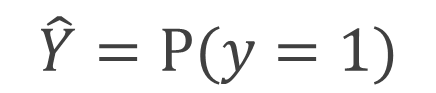 Ŷ = P(y = 1)